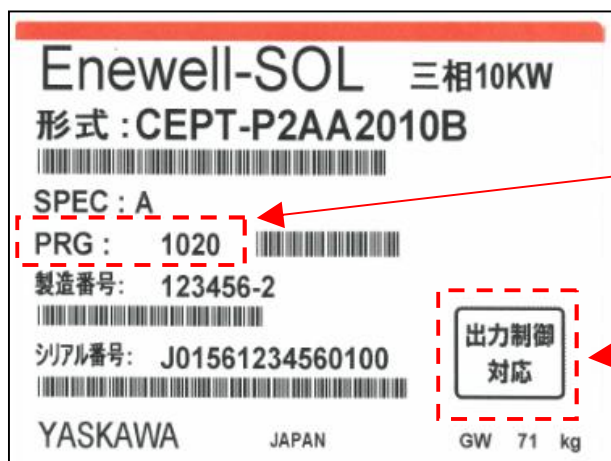 Enewell-SOL 三相10KW
形式:CEPT-P2AA2010B
SPEC : A
PRG : 1020
製造番号: 123456-2
シリアル番号: J01561234560100
出力制御
対応
YASKAWA JAPAN GW 71 kg